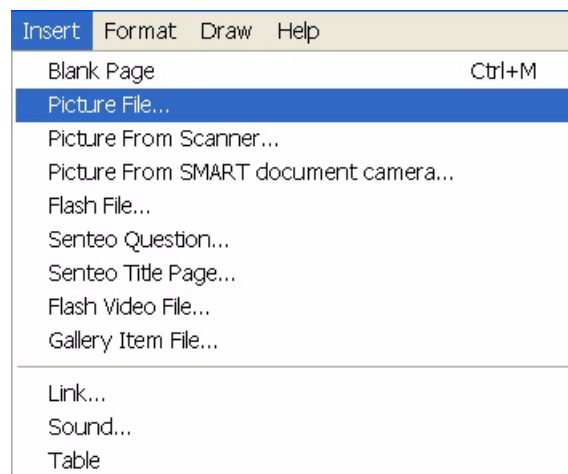 Insert Format Draw Help
Blank Page Ctrl+M
Picture File...
Picture From Scanner...
Picture From SMART document camera...
Flash File...
Senteo Question...
Senteo Title Page...
Flash Video File...
Gallery Item File...
Link...
Sound...
Table